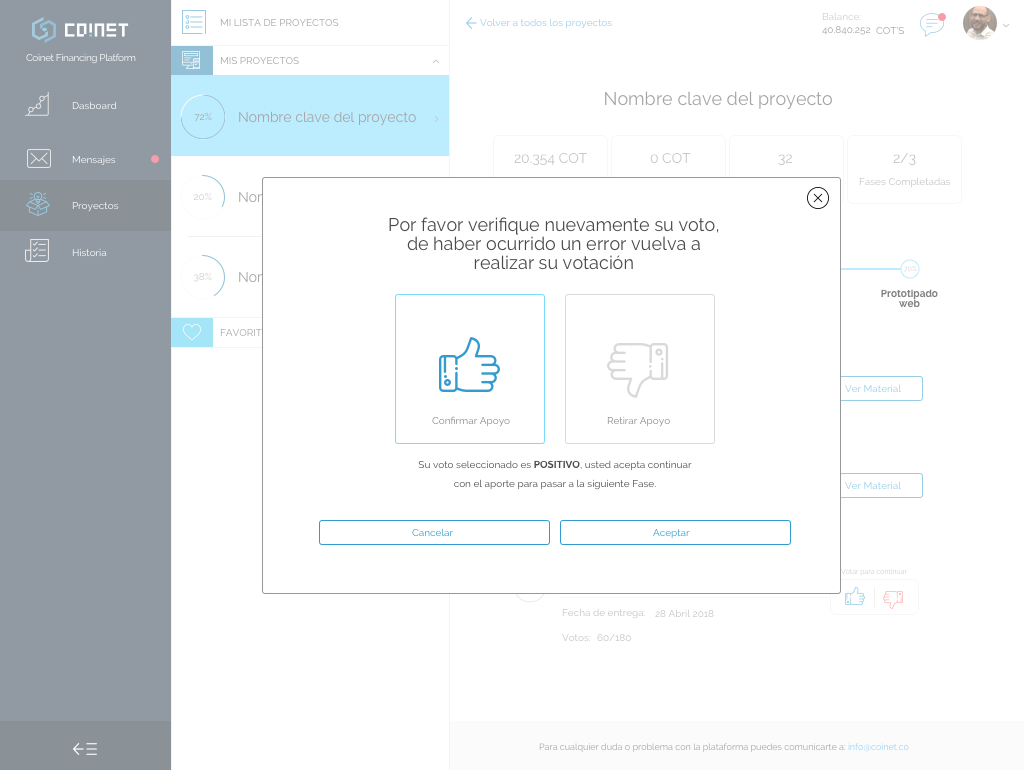 COINET
Coinet Financing Platform
Dasboard
Mensajes
Proyectos
Historia
MI LISTA DE PROYECTOS
MIS PROYECTOS
72%
Nombre clave del proyecto
20%
Nor
38%
Nor
FAVORIT
Volver a todos los proyectos
Balance:
40.840.252 COT'S
Nombre clave del proyecto
20.354 COT
0 COT
32
2/3
Fases Completadas
Prototipado
web
Ver Material
Ver Material
Votar para continuar
Fecha de entrega: 28 Abril 2018
Votos: 60/180
Por favor verifique nuevamente su voto,
de haber ocurrido un error vuelva a
realizar su votación
Confirmar Apoyo
Retirar Apoyo
Su voto seleccionado es POSITIVO, usted acepta continuar
con el aporte para pasar a la siguiente Fase.
Cancelar
Aceptar
Para cualquier duda o problema con la plataforma puedes comunicarte a: info@coinet.co